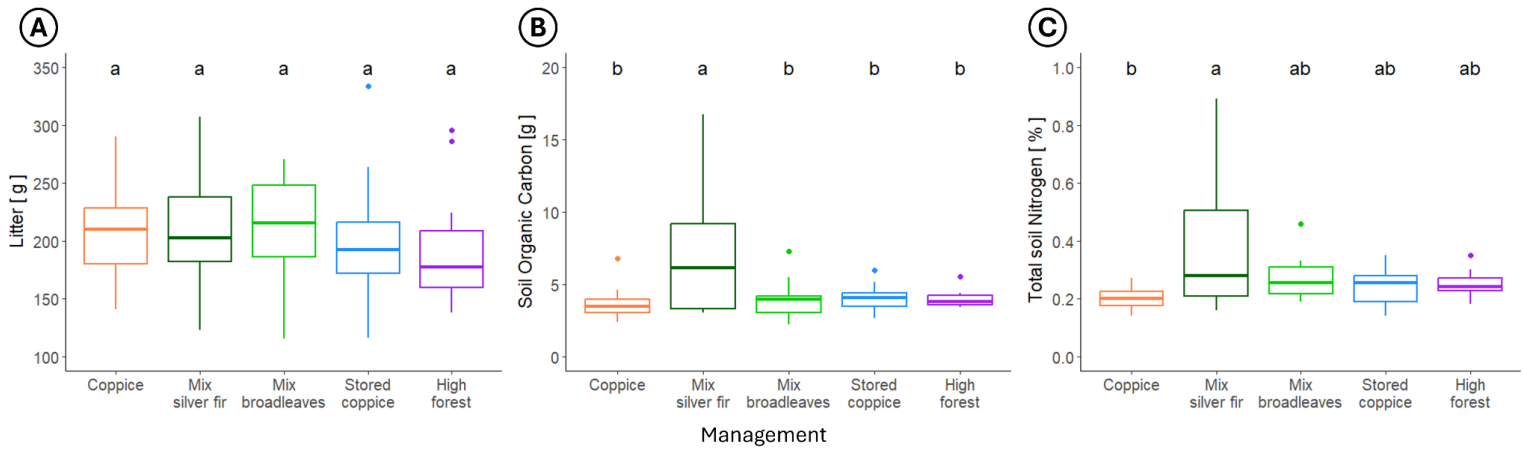 A
B
C
Litter [ g ]
350
300
250
200
150
100
a a a a a
Coppice
Mix
silver fir
Mix
broadleaves
Stored
coppice
High
forest
Soil Organic Carbon [g ]
20
15
10
5
0
b a b b b
Coppice
Mix
silver fir
Mix
broadleaves
Stored
coppice
High
forest
Total soil Nitrogen [ % ]
1.0
0.8
0.6
0.4
0.2
0.0
b a ab ab ab
Coppice
Mix
silver fir
Mix
broadleaves
Stored
coppice
High
forest
Management